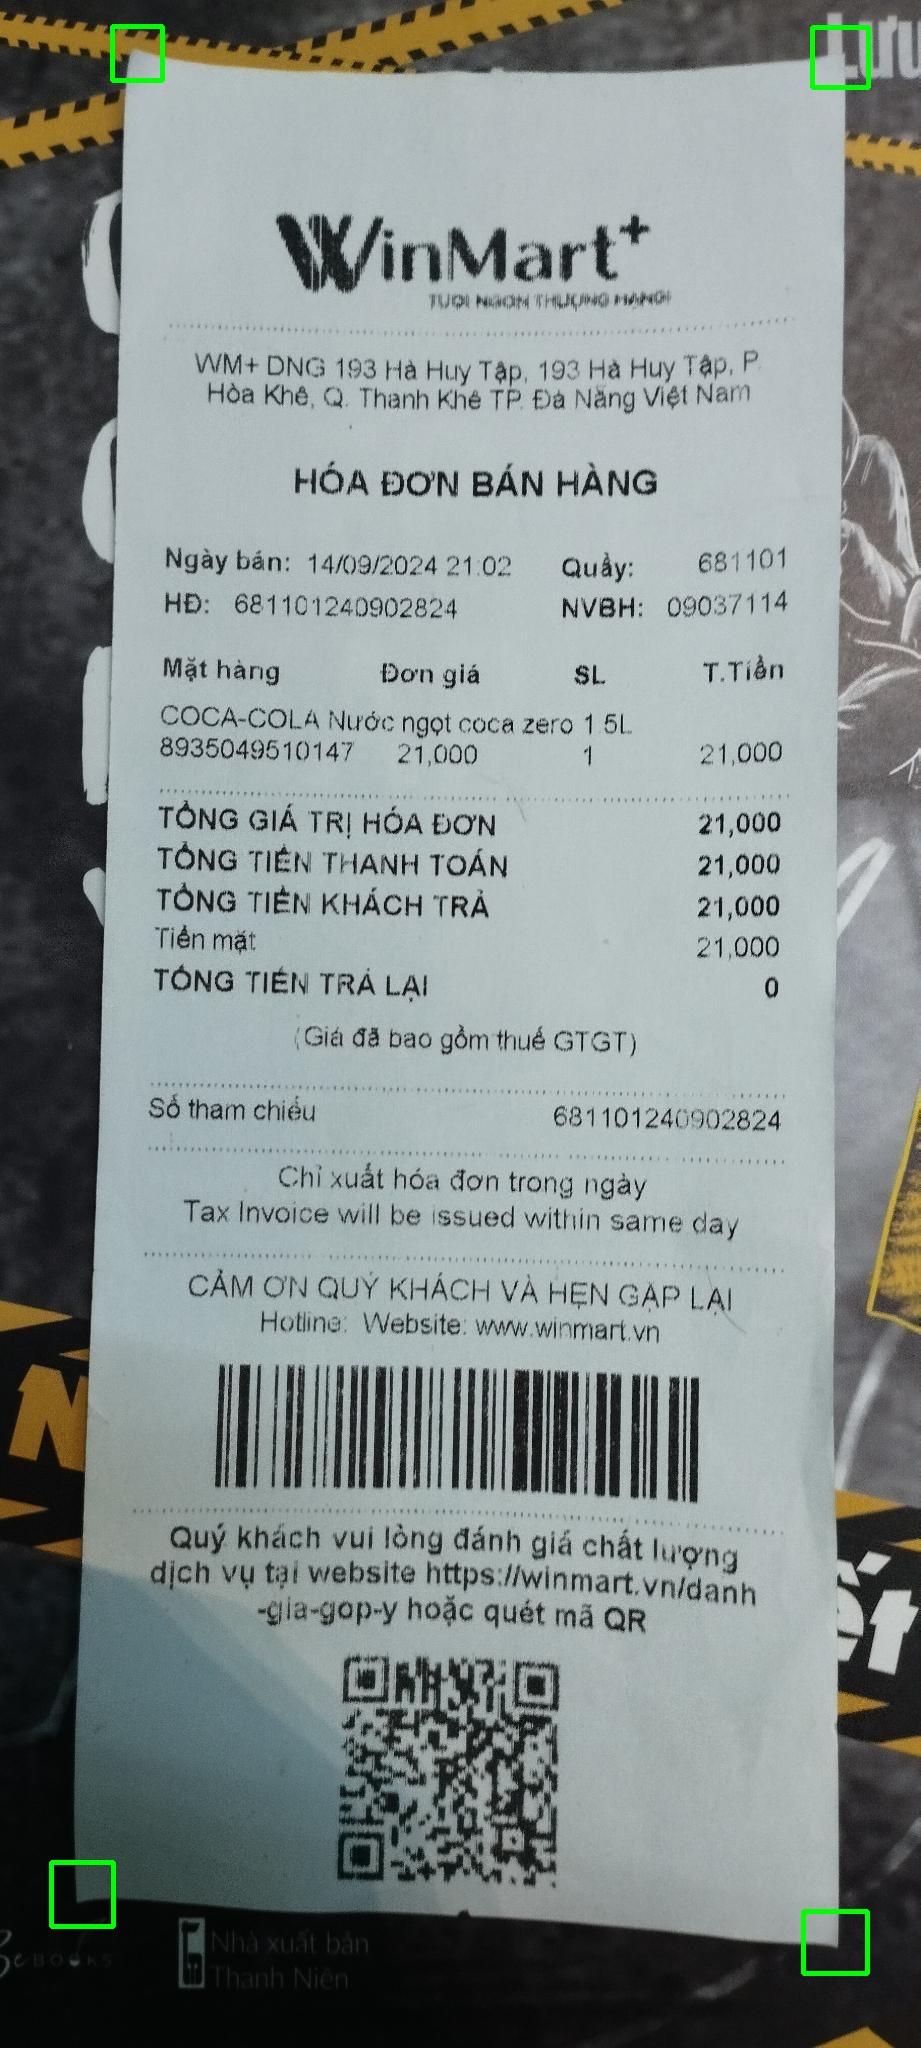 Lưu
WinMart+
TƯƠI NGON THƯỢNG HẠNG!
WM+ DNG 193 Hà Huy Tập, 193 Hà Huy Tập, P.
Hòa Khê, Q. Thanh Khê TP. Đà Nẵng Việt Nam
HÓA ĐƠN BÁN HÀNG
Ngày bán: 14/09/2024 21:02 Quầy: 681101
HĐ: 681101240902824 NVBH: 09037114
Mặt hàng Đơn giá SL T.Tiền
COCA-COLA Nước ngọt coca zero 1.5L
8935049510147 21,000 1 21,000
TỔNG GIÁ TRỊ HÓA ĐƠN 21,000
TỔNG TIỀN THANH TOÁN 21,000
TỔNG TIỀN KHÁCH TRẢ 21,000
Tiền mặt 21,000
TỔNG TIỀN TRẢ LẠI 0
(Giá đã bao gồm thuế GTGT)
Số tham chiếu 681101240902824
Chỉ xuất hóa đơn trong ngày
Tax Invoice will be issued within same day
CẢM ƠN QUÝ KHÁCH VÀ HẸN GẶP LẠI
Hotline: Website: www.winmart.vn
Quý khách vui lòng đánh giá chất lượng
dịch vụ tại website https://winmart.vn/danh
-gia-gop-y hoặc quét mã QR
BOOKS
Nhà xuất bản
Thanh Niên